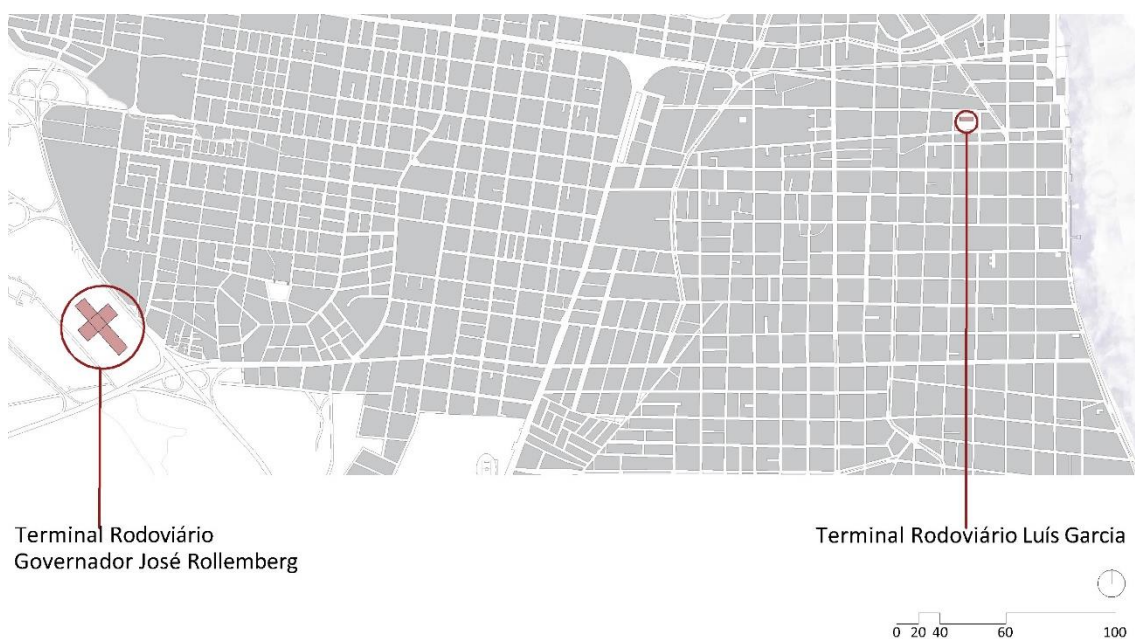 Terminal Rodoviário
Governador José Rollemberg
Terminal Rodoviário Luís Garcia
0 20 40 60 100